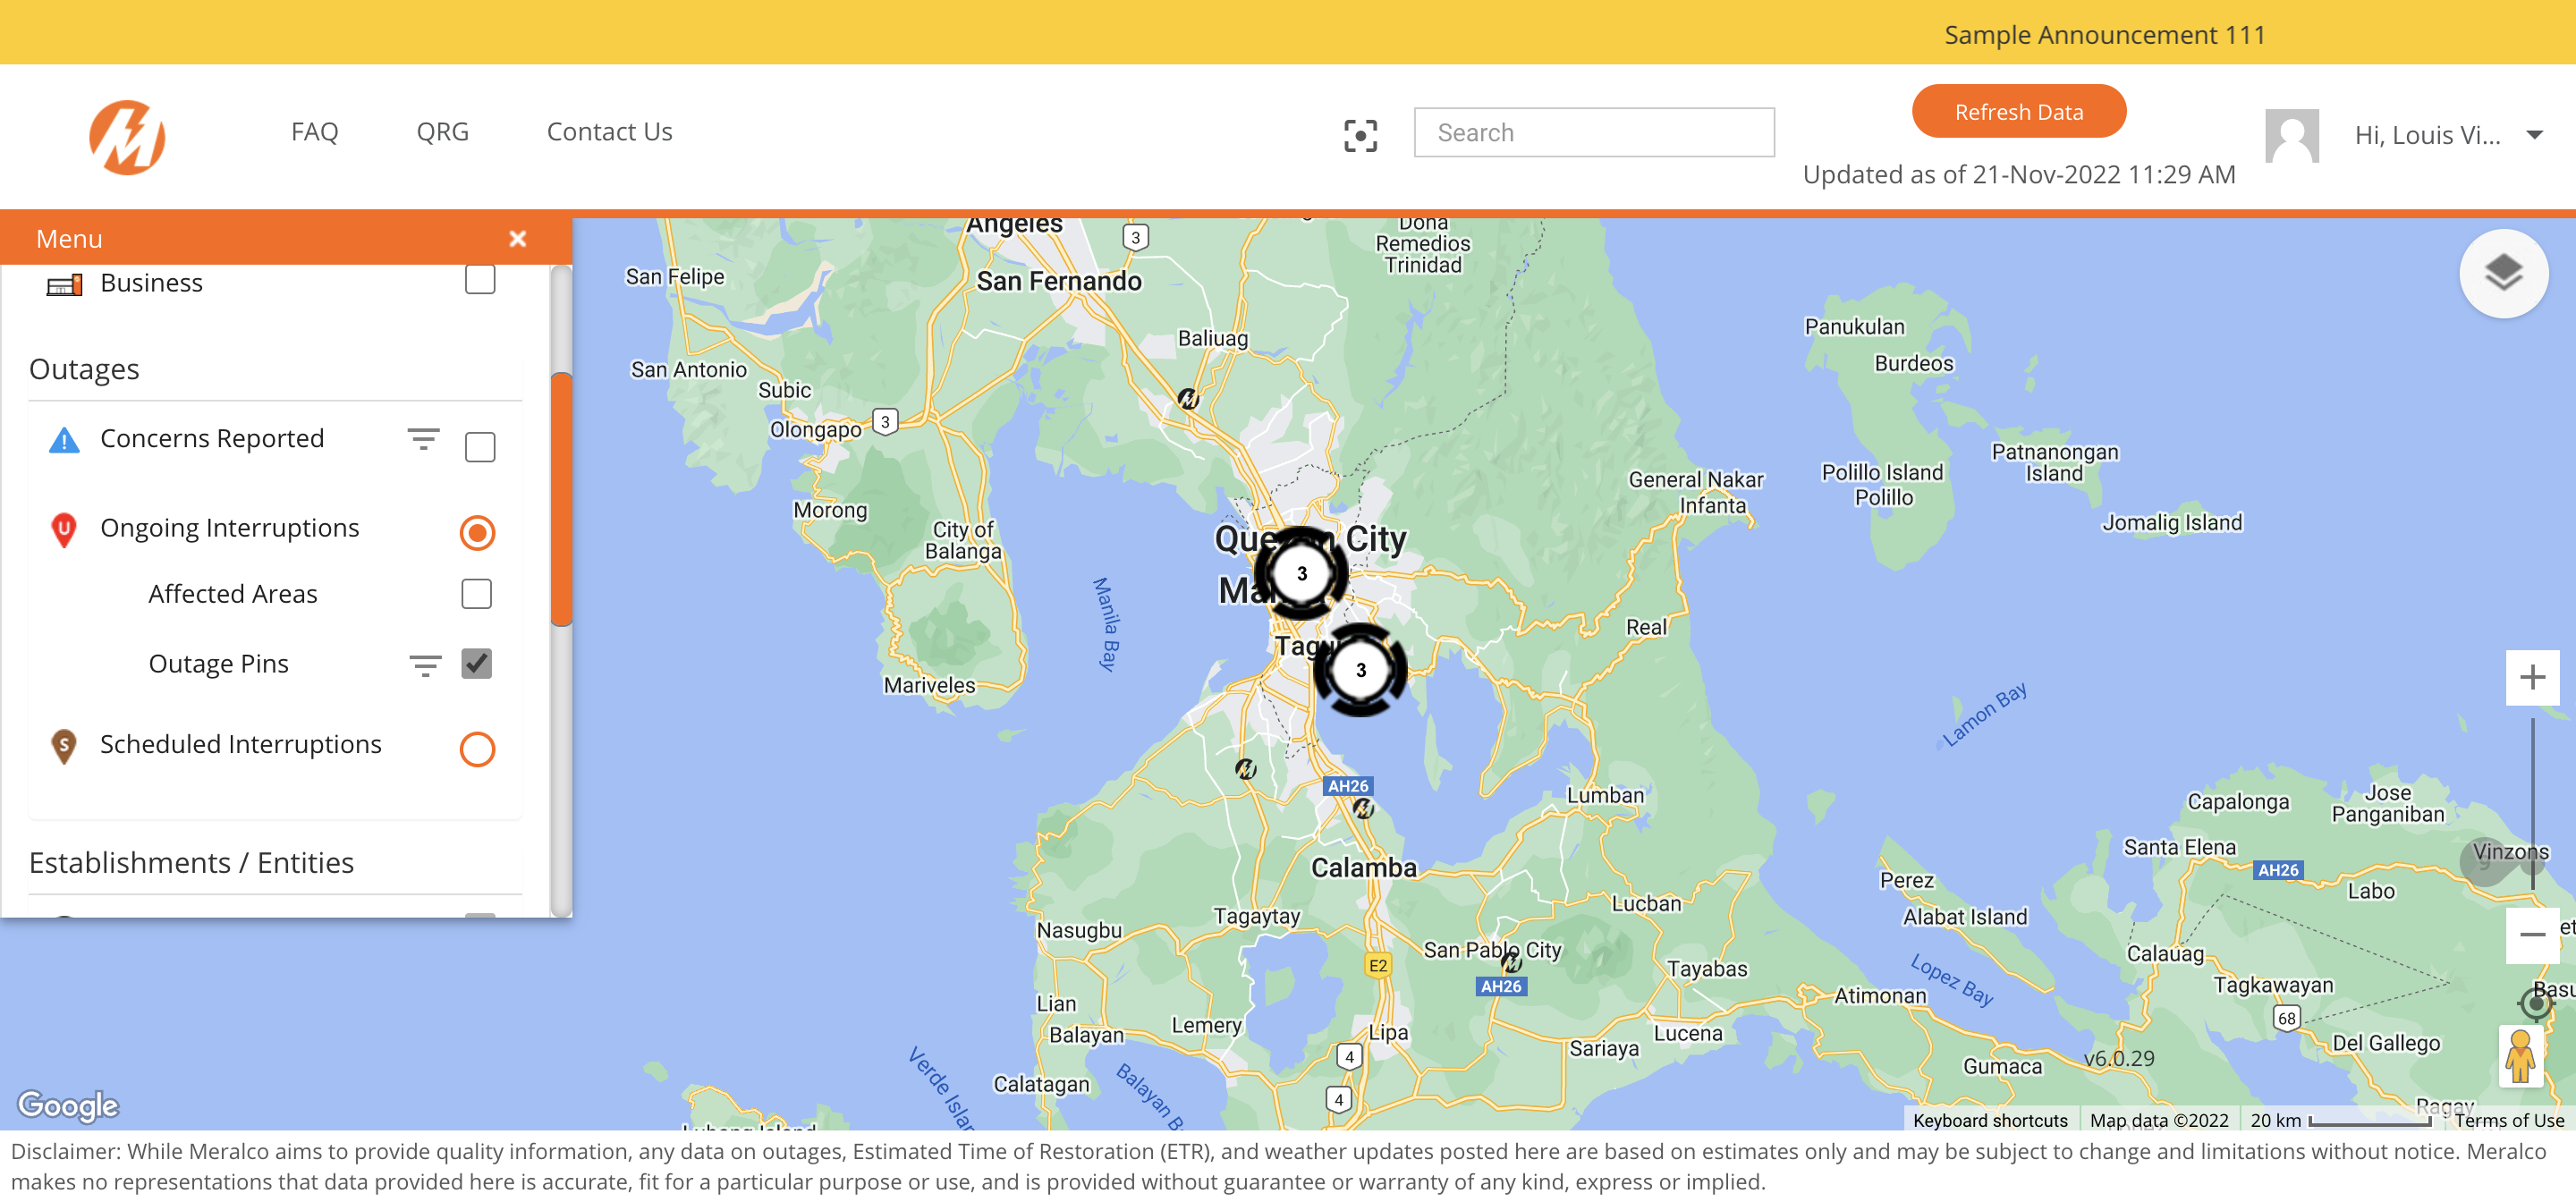 Sample Announcement 111
FAQ
QRG
Contact Us
Search
Refresh Data
Updated as of 21-Nov-2022 11:29 AM
Hi, Louis Vi...
Menu
Business
Outages
Concerns Reported
Ongoing Interruptions
Affected Areas
Outage Pins
Scheduled Interruptions
Establishments / Entities
Angeles
3
Dona
Remedios
Trinidad
San Felipe
San Fernando
Panukulan
Baliuag
Burdeos
San Antonio
Subic
Olongapo
3
Patnanongan
Island
Polillo Island
Polillo
General Nakar
Infanta
Morong
Jomalig Island
City of
Balanga
City
3
Manila Bay
Real
3
Mariveles
Lamon Bay
AH26
Lumban
Capalonga
Jose
Panganiban
Santa Elena
Vinzons
AH26
Calamba
Perez
Labo
Lucban
Alabat Island
Tagaytay
Nasugbu
San Pablo City
Calauag
E2
Tayabas
Lopez Bay
AH26
Tagkawayan
Atimonan
Lian
68
Lemery
Balayan
Lipa
Lucena
Del Gallego
Sariaya
4
v6.0.29
Gumaca
Calatagan
4
Google
Ragay
Keyboard shortcuts
Map data ©2022
20 km
Terms of Use
Disclaimer: While Meralco aims to provide quality information, any data on outages, Estimated Time of Restoration (ETR), and weather updates posted here are based on estimates only and may be subject to change and limitations without notice. Meralco
makes no representations that data provided here is accurate, fit for a particular purpose or use, and is provided without guarantee or warranty of any kind, express or implied.